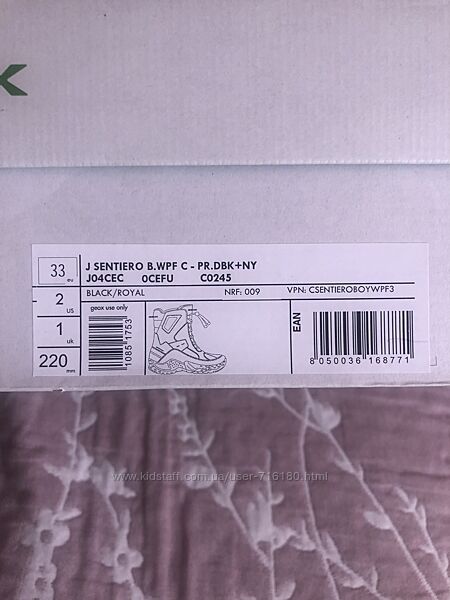 X
33 eu
J SENTIERO B.WPF C - PR.DBK+NY
J04CEC 0CEFU C0245
2 us
BLACK/ROYAL NRF: 009 VPN: CSENTIEROBOYWPF3
1 uk
geox use only
1085 1753
EAN
8 050036 168771
220 mm
www.kidstaff.com.ua/user-716180.html